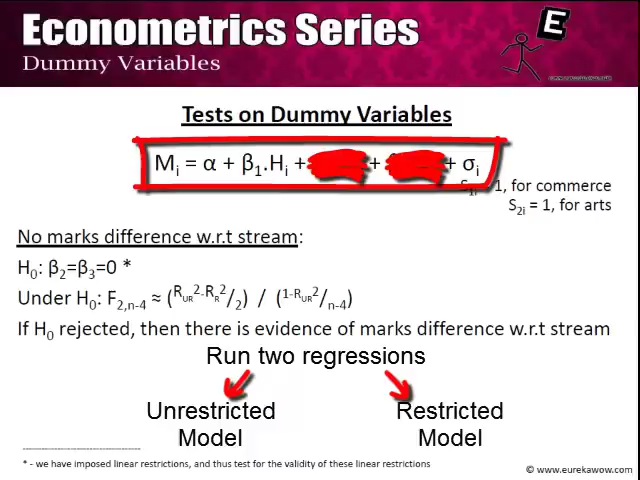 Econometrics Series
Dummy Variables
E
Tests on Dummy Variables
Mᵢ = α + β₁.Hᵢ + + + σᵢ
= 1, for commerce
S₂ᵢ = 1, for arts
No marks difference w.r.t stream:
H₀: β₂=β₃=0 *
Under H₀: F₂,ₙ₋₄ ≈ (R_UR²-R_R²/₂) / (1-R_UR²/ₙ₋₄)
If H₀ rejected, then there is evidence of marks difference w.r.t stream
Run two regressions
Unrestricted Restricted
Model Model
* - we have imposed linear restrictions, and thus test for the validity of these linear restrictions
© www.eurekawow.com